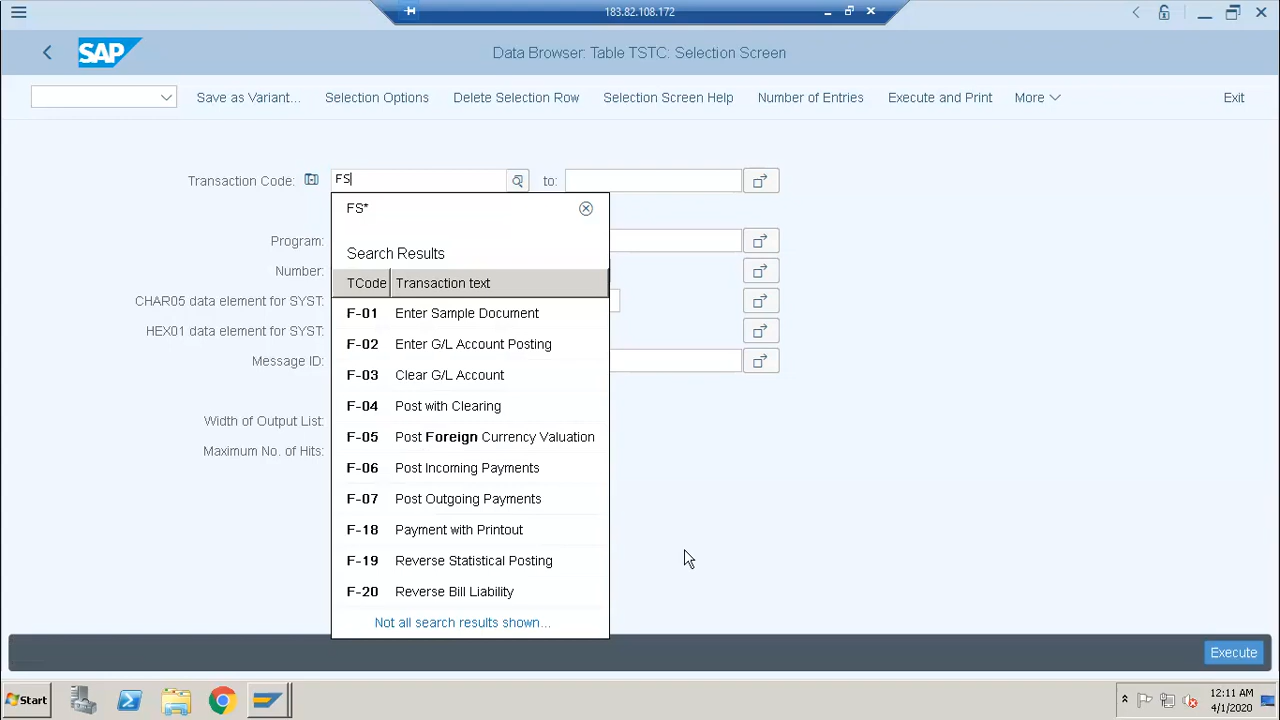 183.82.108.172
SAP
Data Browser: Table TSTC: Selection Screen
Save as Variant... Selection Options Delete Selection Row Selection Screen Help Number of Entries Execute and Print More Exit
Transaction Code: FS to:
FS*
Search Results
TCode Transaction text
F-01 Enter Sample Document
F-02 Enter G/L Account Posting
F-03 Clear G/L Account
F-04 Post with Clearing
F-05 Post Foreign Currency Valuation
F-06 Post Incoming Payments
F-07 Post Outgoing Payments
F-18 Payment with Printout
F-19 Reverse Statistical Posting
F-20 Reverse Bill Liability
Not all search results shown...
Program:
Number:
CHAR05 data element for SYST:
HEX01 data element for SYST:
Message ID:
Width of Output List:
Maximum No. of Hits:
Execute
Start
12:11 AM
4/1/2020